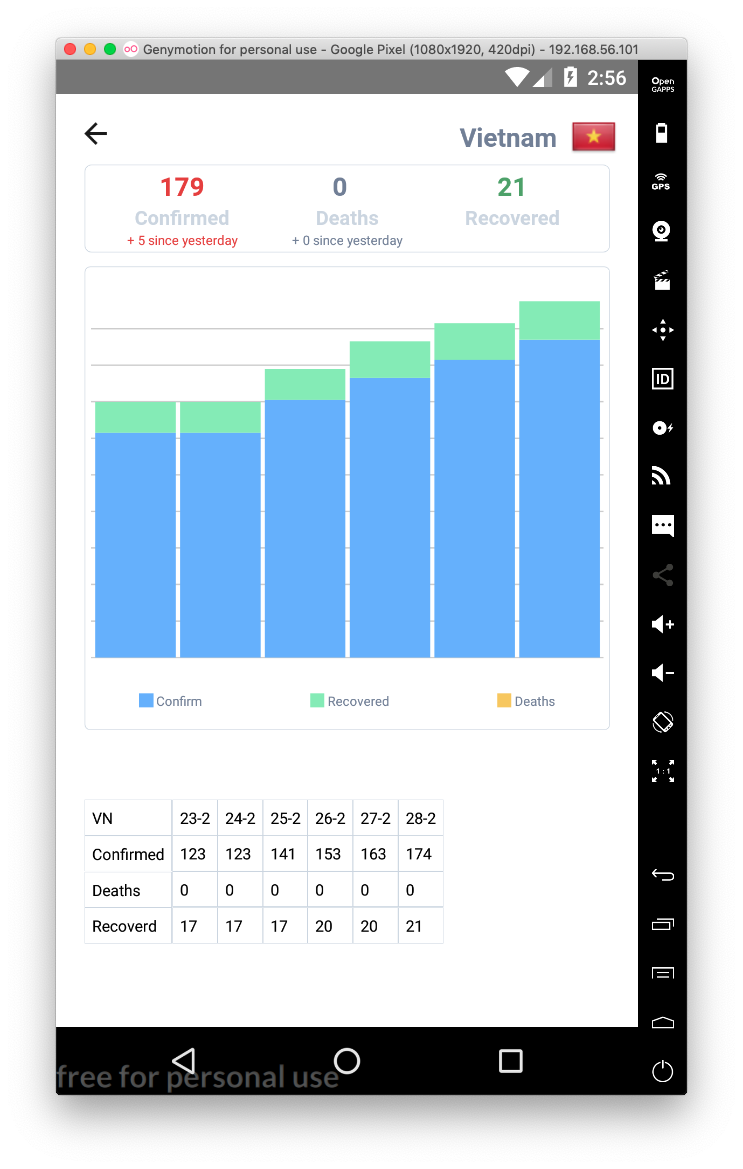 Genymotion for personal use - Google Pixel (1080x1920, 420dpi) - 192.168.56.101
2:56
Open
GAPPS
Vietnam
179 0 21
Confirmed Deaths Recovered
+ 5 since yesterday + 0 since yesterday
GPS
ID
Confirm Recovered Deaths
1:1
VN 23-2 24-2 25-2 26-2 27-2 28-2
Confirmed 123 123 141 153 163 174
Deaths 0 0 0 0 0 0
Recoverd 17 17 17 20 20 21
free for personal use